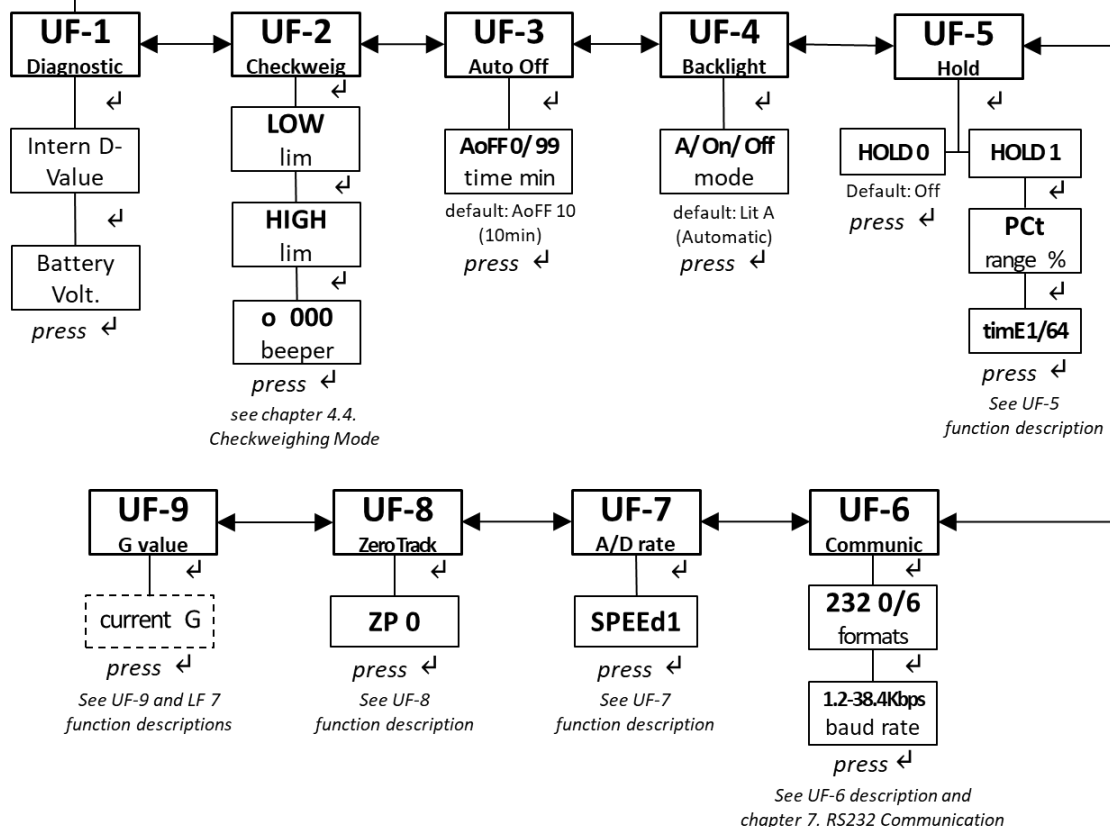 UF-1
Diagnostic
↵
Intern D-
Value
↵
Battery
Volt.
press ↵
UF-2
Checkweig
↵
LOW
lim
HIGH
lim
o 000
beeper
press ↵
see chapter 4.4.
Checkweighing Mode
UF-3
Auto Off
↵
AoFF 0/ 99
time min
default: AoFF 10
(10min)
press ↵
UF-4
Backlight
↵
A/ On/ Off
mode
default: Lit A
(Automatic)
press ↵
UF-5
Hold
↵
HOLD 0
Default: Off
press ↵
HOLD 1
↵
PCt
range %
↵
timE1/64
press ↵
See UF-5
function description
UF-9
G value
↵
current G
press ↵
See UF-9 and LF 7
function descriptions
UF-8
Zero Track
↵
ZP 0
press ↵
See UF-8
function description
UF-7
A/D rate
↵
SPEEd1
press ↵
See UF-7
function description
UF-6
Communic
↵
232 0/6
formats
↵
1.2-38.4Kbps
baud rate
press ↵
See UF-6 description and
chapter 7. RS232 Communication